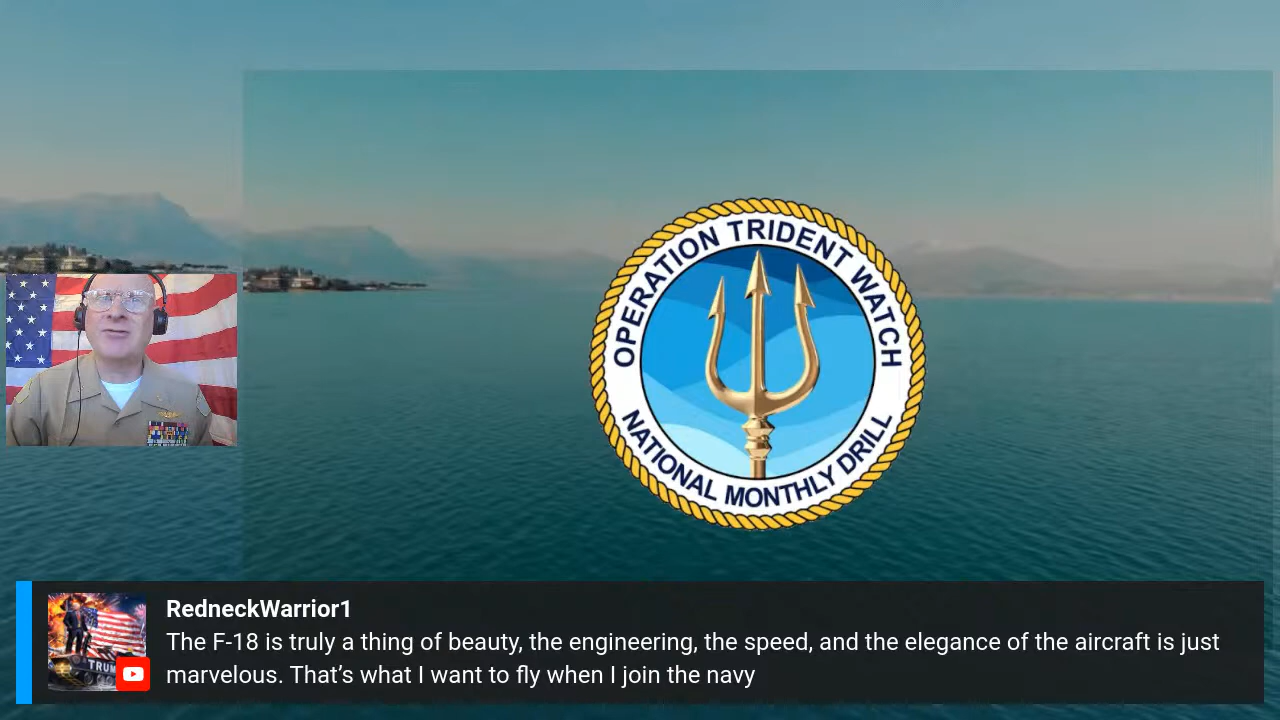 OPERATION TRIDENT WATCH
NATIONAL MONTHLY DRILL
RedneckWarrior1
The F-18 is truly a thing of beauty, the engineering, the speed, and the elegance of the aircraft is just
marvelous. That’s what I want to fly when I join the navy